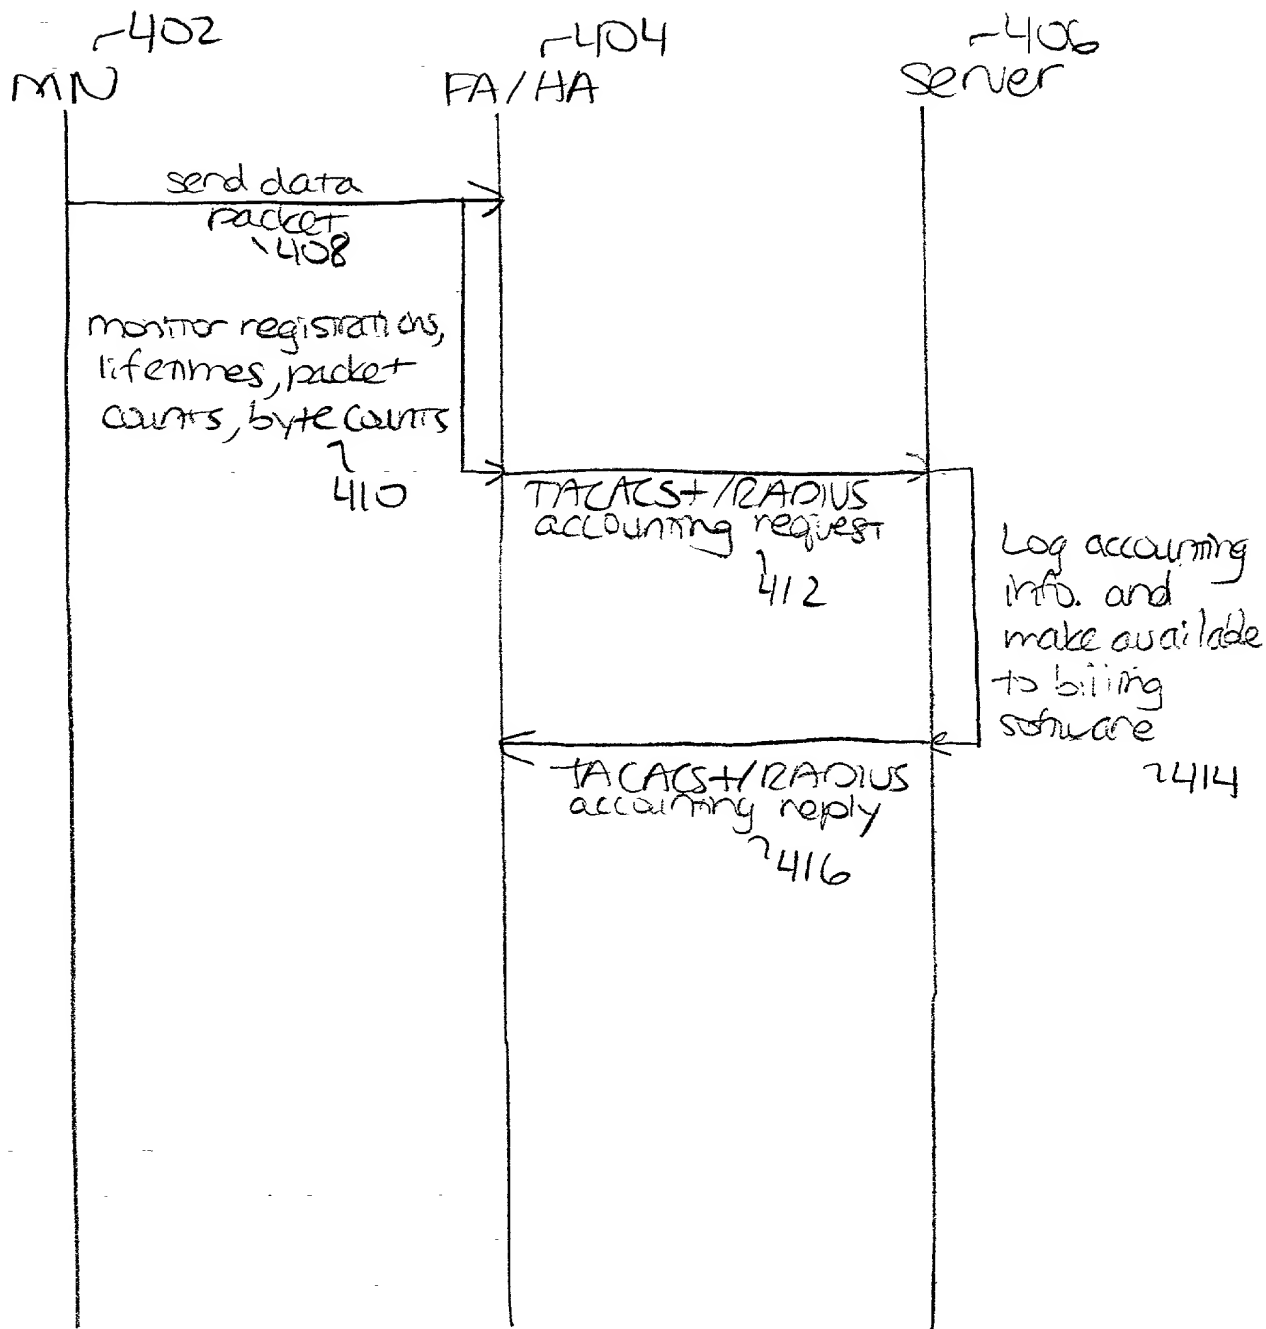 402
MN
404
FA/HA
406
server
send data
packet
408
monitor registrations,
lifetimes, packet
counts, byte counts
410
TACACS+/RADIUS
accounting request
412
Log accounting
info. and
make available
to billing
software
414
TACACS+/RADIUS
accounting reply
416